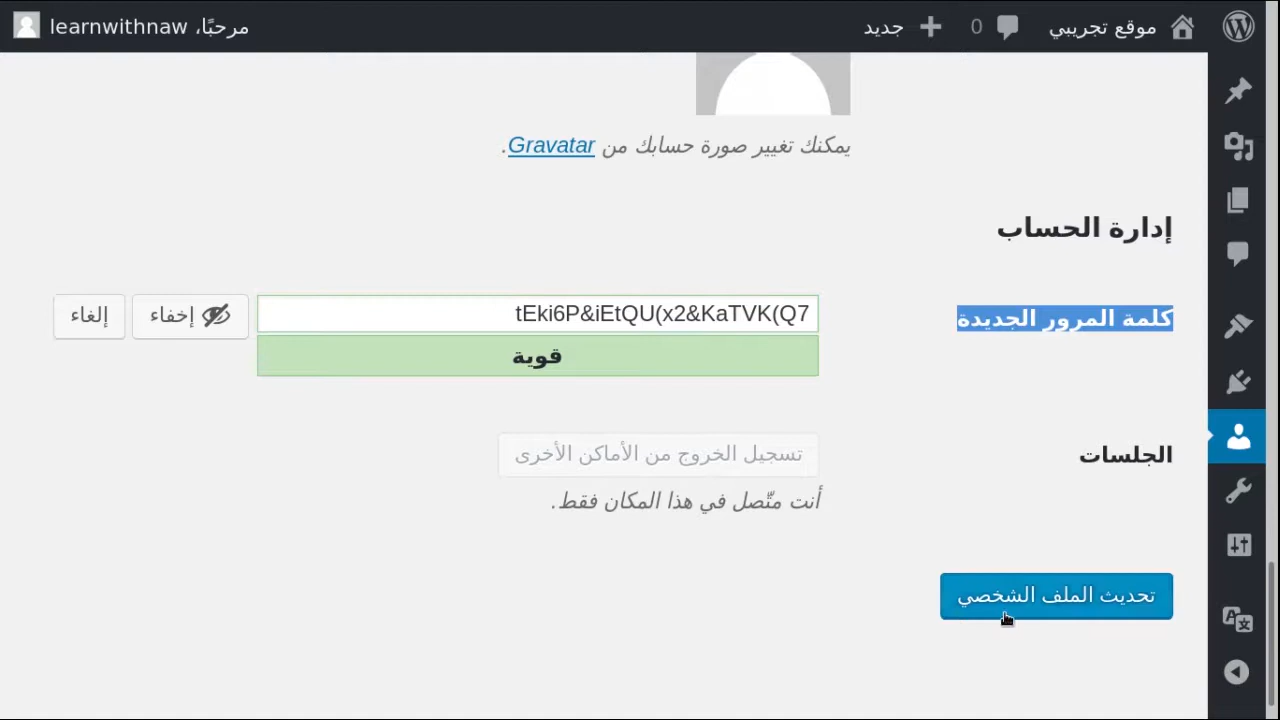 موقع تجريبي
0
جديد
مرحبًا، learnwithnaw
يمكنك تغيير صورة حسابك من Gravatar.
إدارة الحساب
كلمة المرور الجديدة
tEki6P&iEtQU(x2&KaTVK(Q7
إخفاء
إلغاء
قوية
الجلسات
تسجيل الخروج من الأماكن الأخرى
أنت متّصل في هذا المكان فقط.
تحديث الملف الشخصي